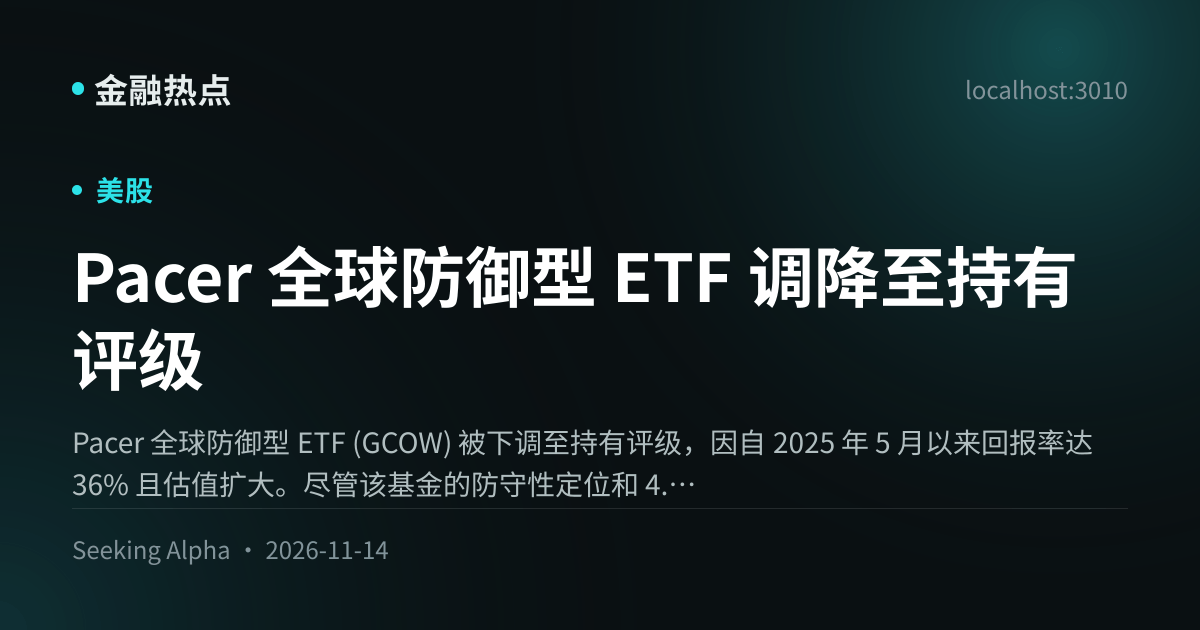 金融热点
localhost:3010
美股
Pacer 全球防御型 ETF 调降至持有
评级
Pacer 全球防御型 ETF (GCOW) 被下调至持有评级，因自 2025 年 5 月以来回报率达
36% 且估值扩大。尽管该基金的防守性定位和 4.…
Seeking Alpha · 2026-11-14